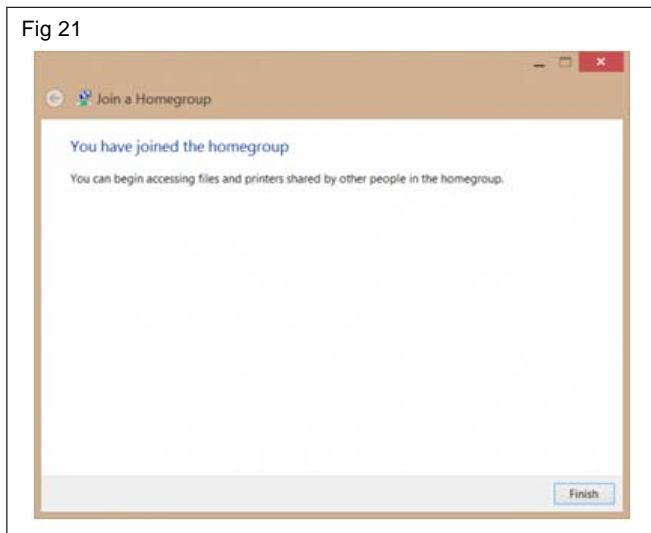 Fig 21
Join a Homegroup
You have joined the homegroup
You can begin accessing files and printers shared by other people in the homegroup.
Finish